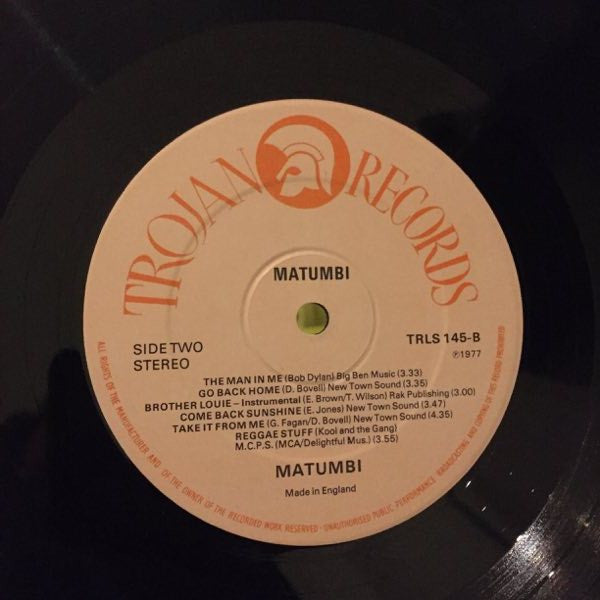 TROJAN RECORDS
MATUMBI
SIDE TWO
STEREO
TRLS 145-B
℗1977
THE MAN IN ME (Bob Dylan) Big Ben Music (3.33)
GO BACK HOME (D. Bovell) New Town Sound (3.35)
BROTHER LOUIE – Instrumental (E. Brown/T. Wilson) Rak Publishing (3.00)
COME BACK SUNSHINE (E. Jones) New Town Sound (3.47)
TAKE IT FROM ME (G. Fagan/D. Bovell) New Town Sound (4.35)
REGGAE STUFF (Kool and the Gang)
M.C.P.S. (MCA/Delightful Mus.) (3.55)
MATUMBI
Made in England
ALL RIGHTS OF THE MANUFACTURER AND OF THE OWNER OF THE RECORDED WORK RESERVED · UNAUTHORISED PUBLIC PERFORMANCE BROADCASTING AND COPYING OF THIS RECORD PROHIBITED